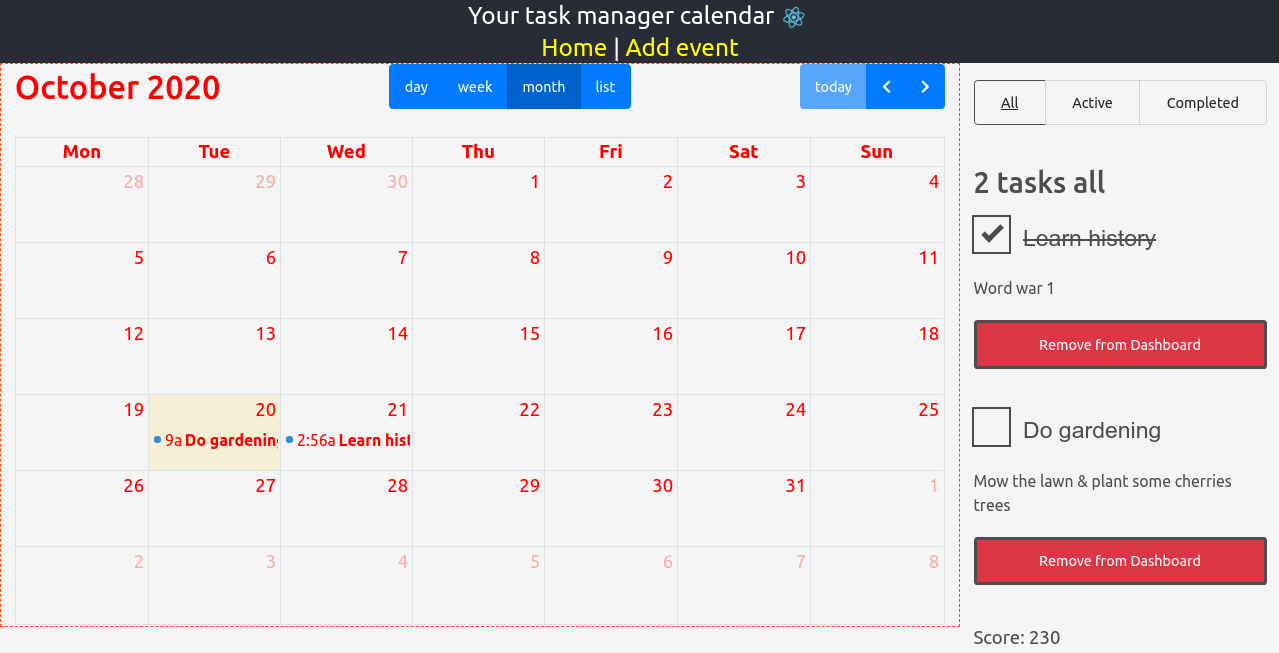 Your task manager calendar
Home | Add event
October 2020
day week month list
today
Mon Tue Wed Thu Fri Sat Sun
28 29 30 1 2 3 4
5 6 7 8 9 10 11
12 13 14 15 16 17 18
19 20 21 22 23 24 25
9a Do gardening 2:56a Learn hist
26 27 28 29 30 31 1
2 3 4 5 6 7 8
All Active Completed
2 tasks all
Learn history
Word war 1
Remove from Dashboard
Do gardening
Mow the lawn & plant some cherries
trees
Remove from Dashboard
Score: 230